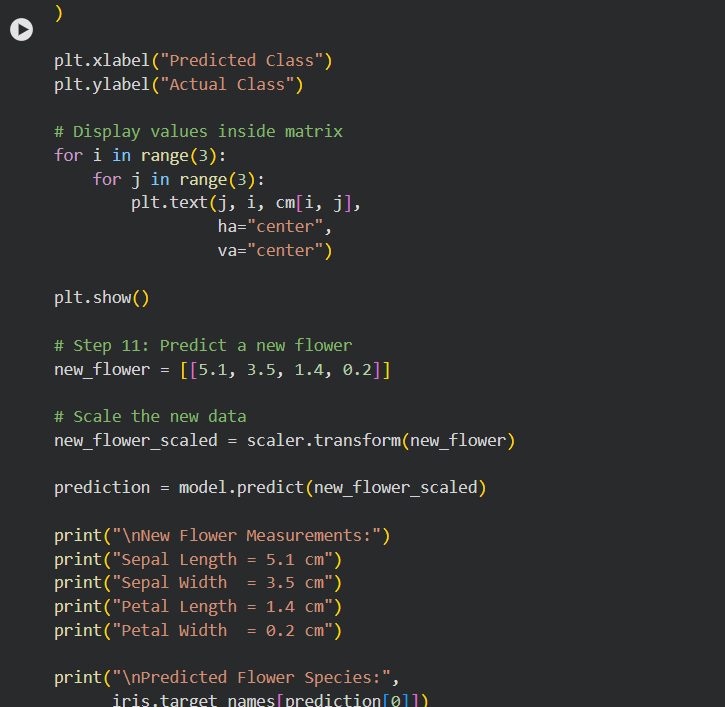 )
plt.xlabel("Predicted Class")
plt.ylabel("Actual Class")
# Display values inside matrix
for i in range(3):
    for j in range(3):
        plt.text(j, i, cm[i, j],
                 ha="center",
                 va="center")
plt.show()
# Step 11: Predict a new flower
new_flower = [[5.1, 3.5, 1.4, 0.2]]
# Scale the new data
new_flower_scaled = scaler.transform(new_flower)
prediction = model.predict(new_flower_scaled)
print("\nNew Flower Measurements:")
print("Sepal Length = 5.1 cm")
print("Sepal Width  = 3.5 cm")
print("Petal Length = 1.4 cm")
print("Petal Width  = 0.2 cm")
print("\nPredicted Flower Species:",
      iris.target_names[prediction[0]])